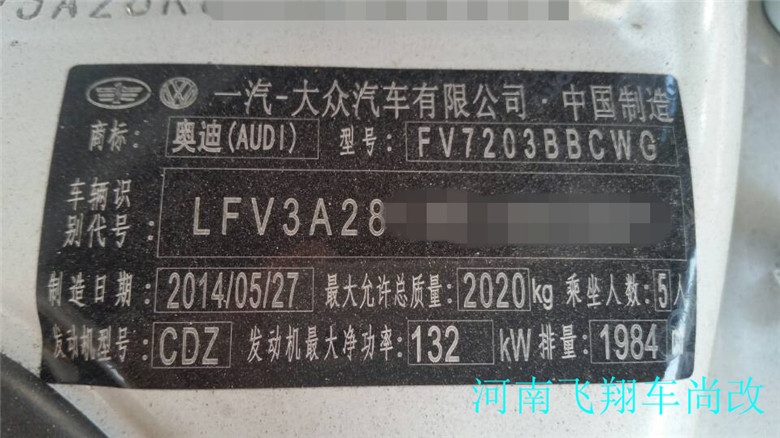 一汽-大众汽车有限公司·中国制造
商标: 奥迪(AUDI) 型号: FV7203BBCWG
车辆识别代号: LFV3A28
制造日期: 2014/05/27 最大允许总质量: 2020kg 乘坐人数: 5人
发动机型号: CDZ 发动机最大净功率: 132 kW 排量: 1984
河南飞翔车尚改